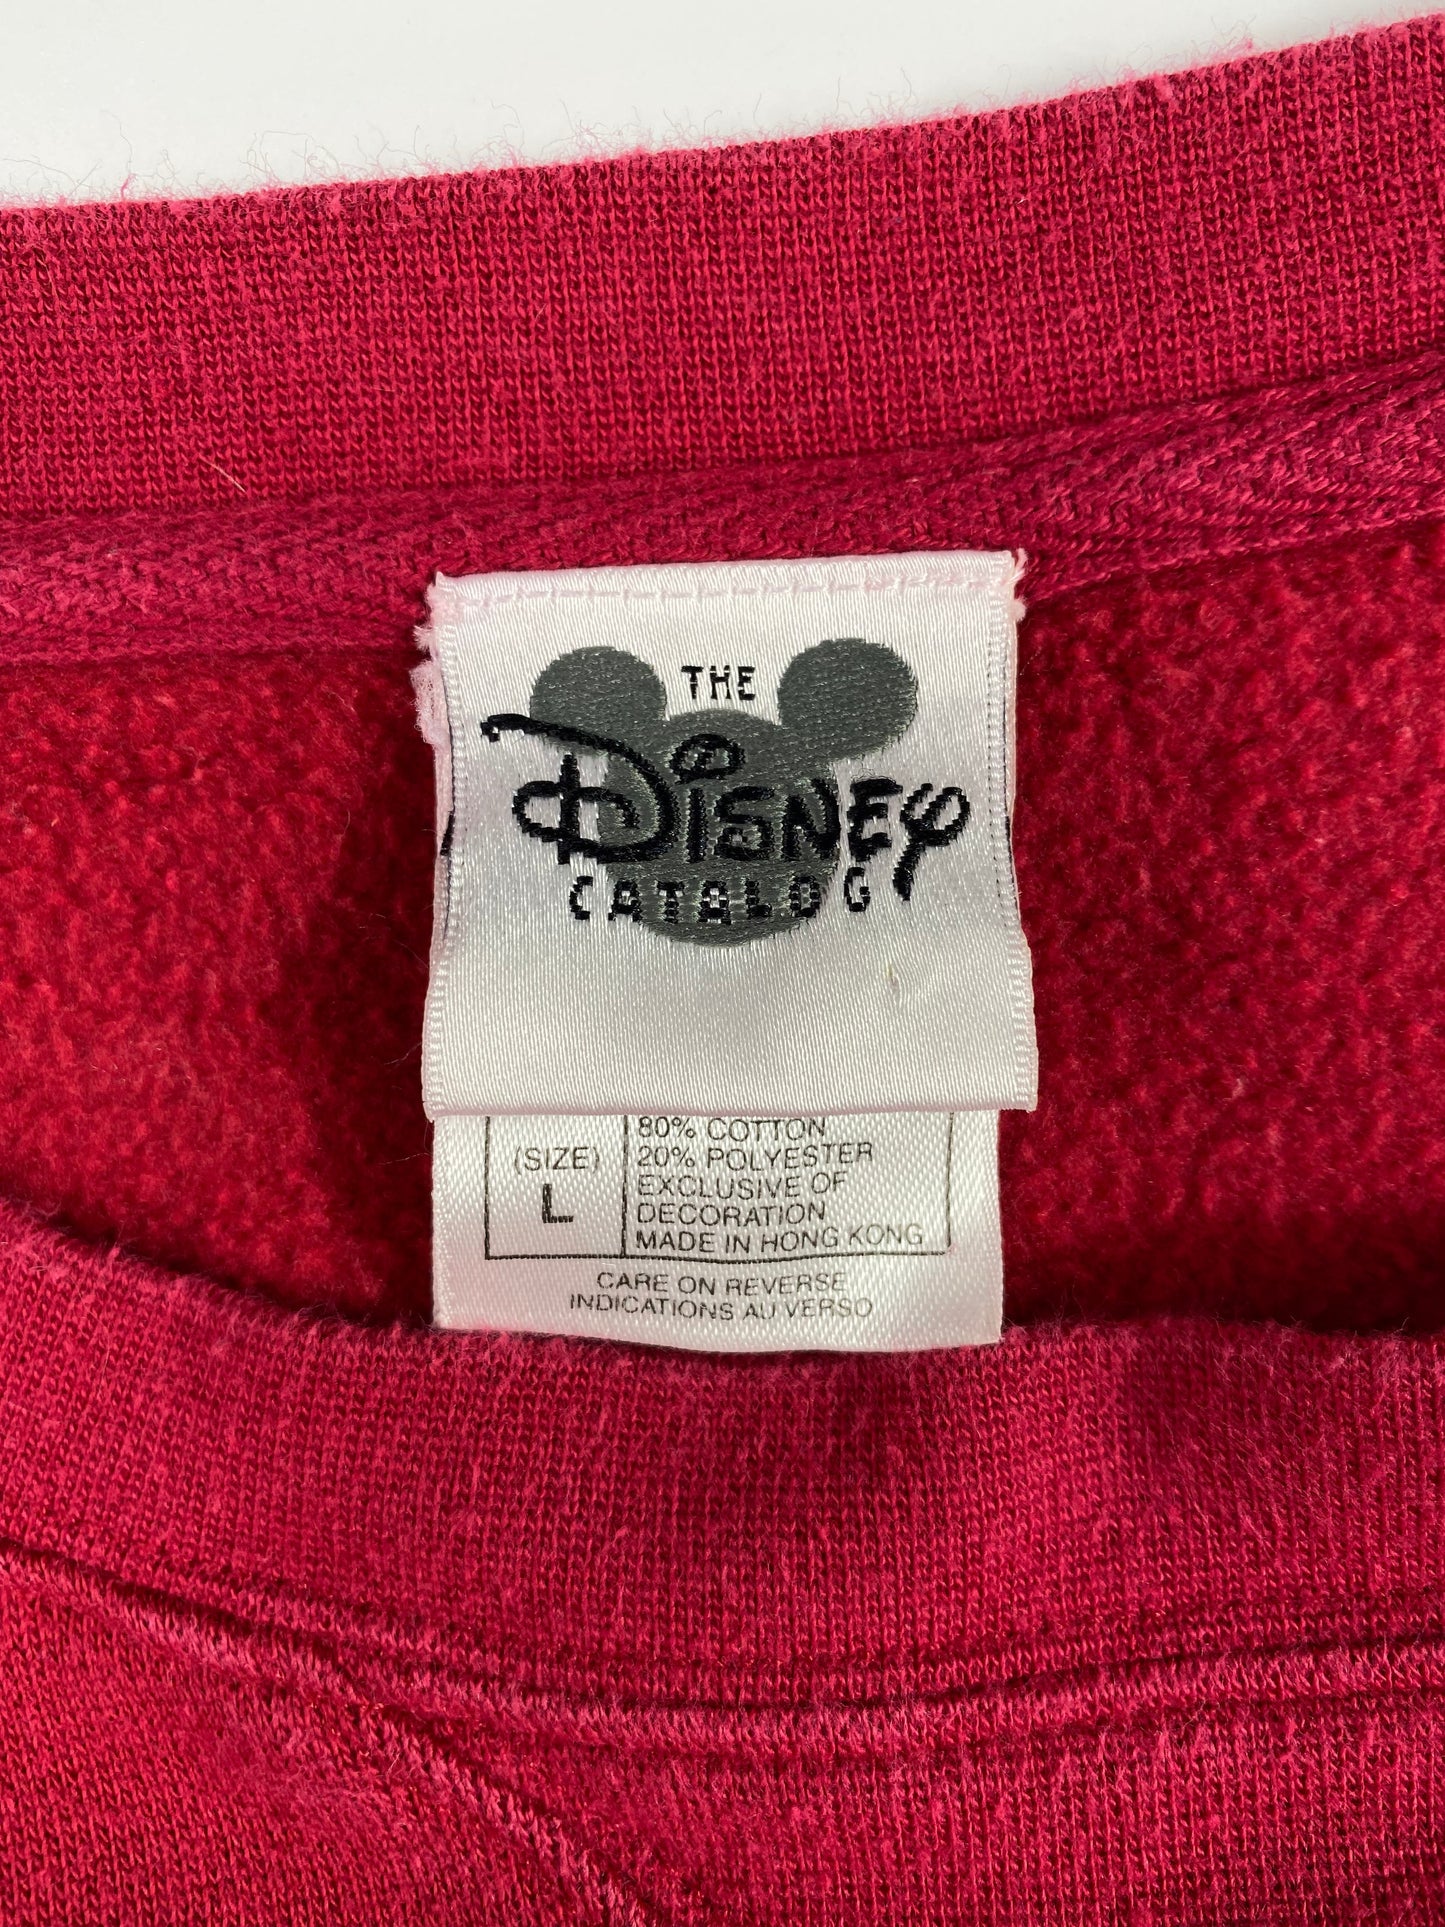 THE
Disney
CATALOG
(SIZE)
L
80% COTTON
20% POLYESTER
EXCLUSIVE OF
DECORATION
MADE IN HONG KONG
CARE ON REVERSE
INDICATIONS AU VERSO